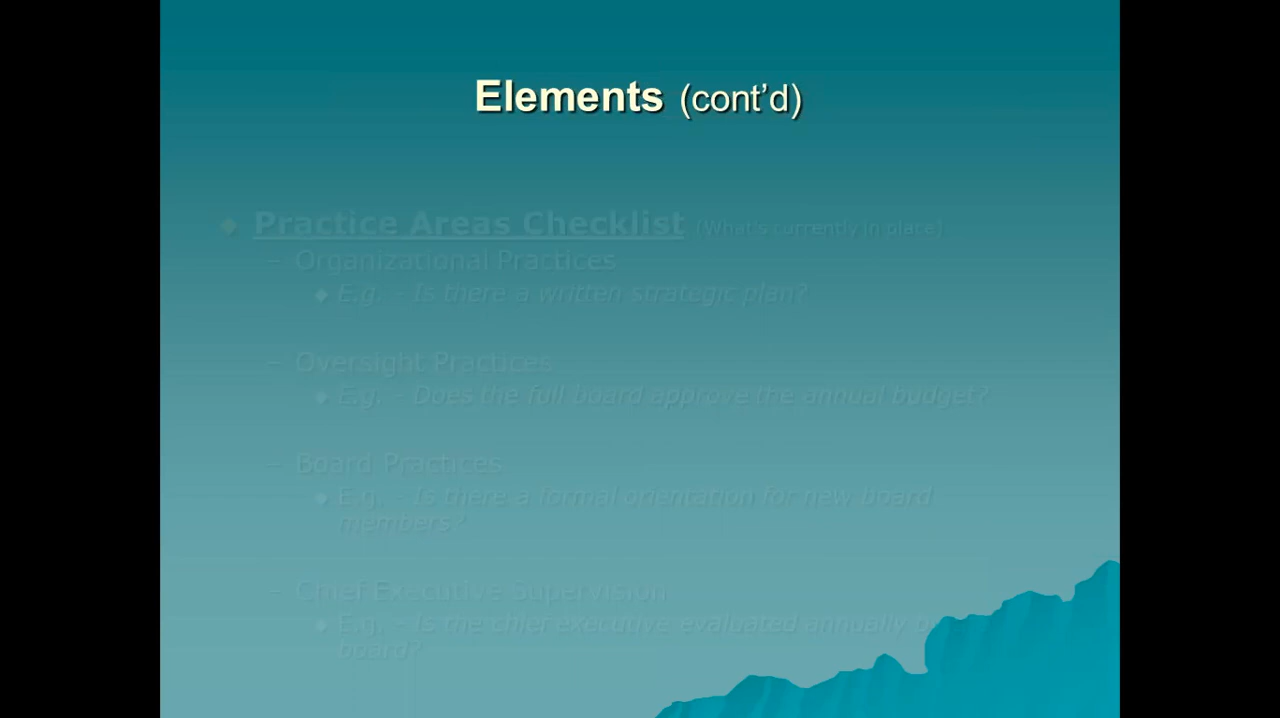 Elements (cont’d)
Practice Areas Checklist (What's currently in place)
– Organizational Practices
E.g. - Is there a written strategic plan?
– Oversight Practices
E.g. - Does the full board approve the annual budget?
– Board Practices
E.g. - Is there a formal orientation for new board
members?
– Chief Executive Supervision
E.g. - Is the chief executive evaluated annually
board?